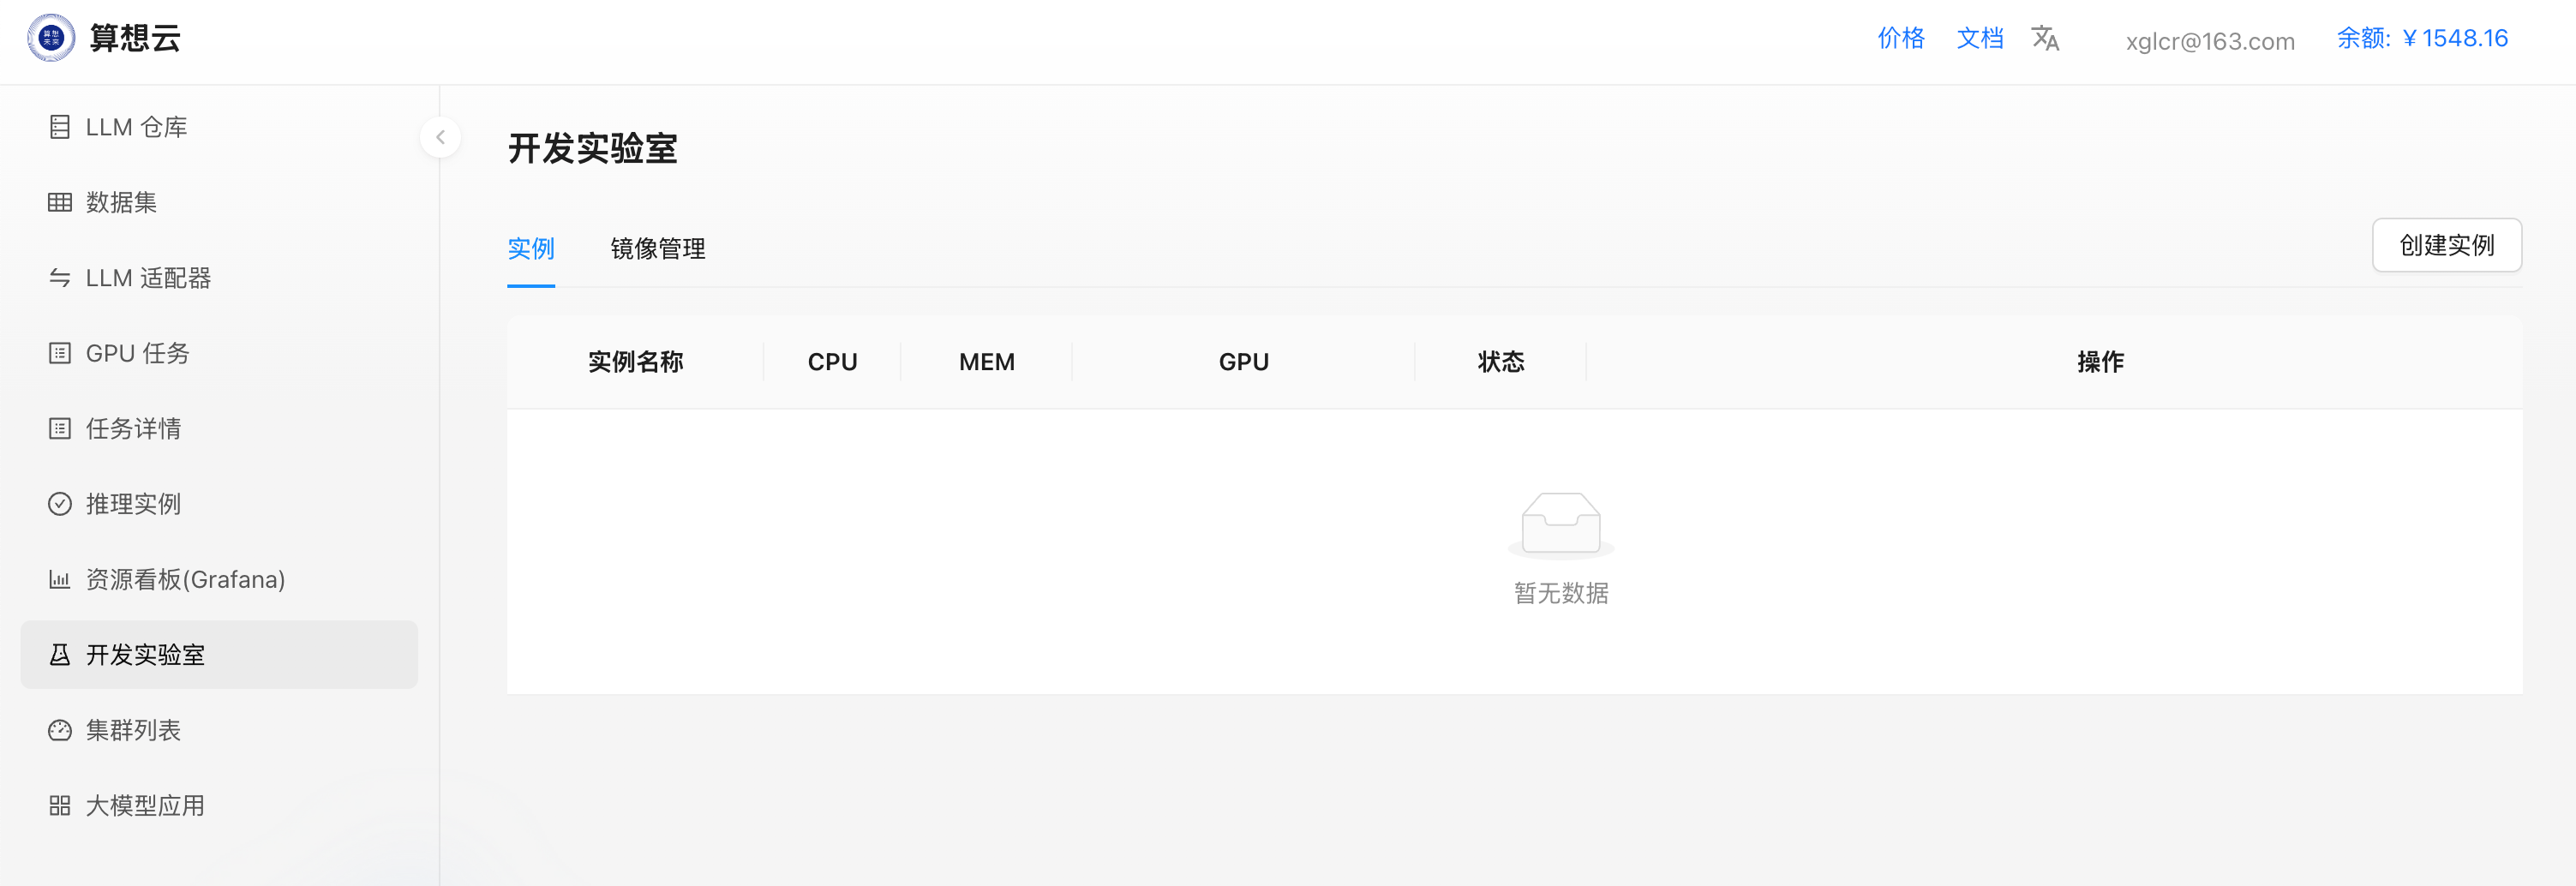 算想
未来
算想云
价格
文档
xglcr@163.com
余额: ￥1548.16
LLM 仓库
数据集
LLM 适配器
GPU 任务
任务详情
推理实例
资源看板(Grafana)
开发实验室
集群列表
大模型应用
开发实验室
实例
镜像管理
创建实例
实例名称 CPU MEM GPU 状态 操作
暂无数据